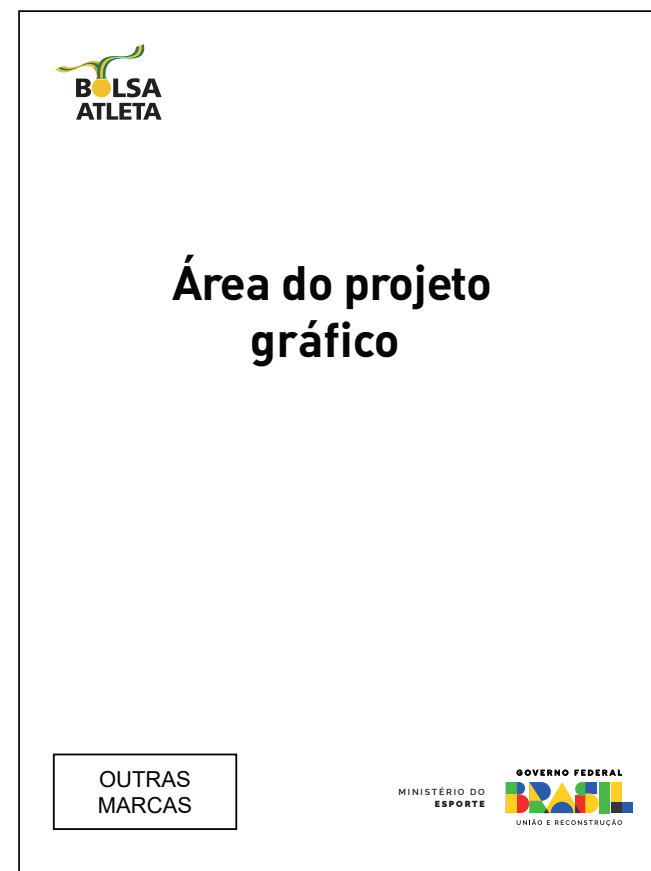 BOLSA
ATLETA
Área do projeto
gráfico
OUTRAS
MARCAS
MINISTÉRIO DO
ESPORTE
GOVERNO FEDERAL
BRASIL
UNIÃO E RECONSTRUÇÃO